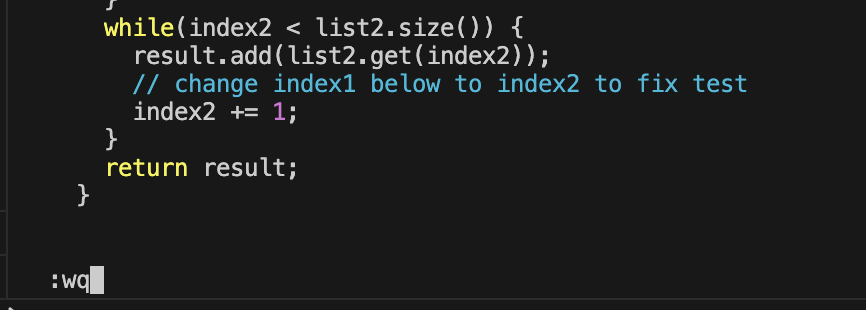 }
while(index2 < list2.size()) {
result.add(list2.get(index2));
// change index1 below to index2 to fix test
index2 += 1;
}
return result;
}
:wq